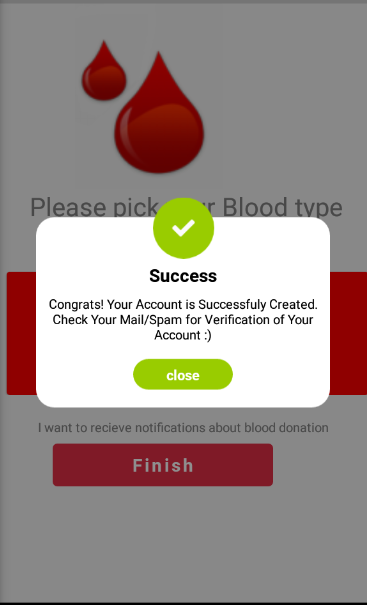 Please pick Blood type
Success
Congrats! Your Account is Successfuly Created.
Check Your Mail/Spam for Verification of Your
Account :)
close
I want to recieve notifications about blood donation
Finish